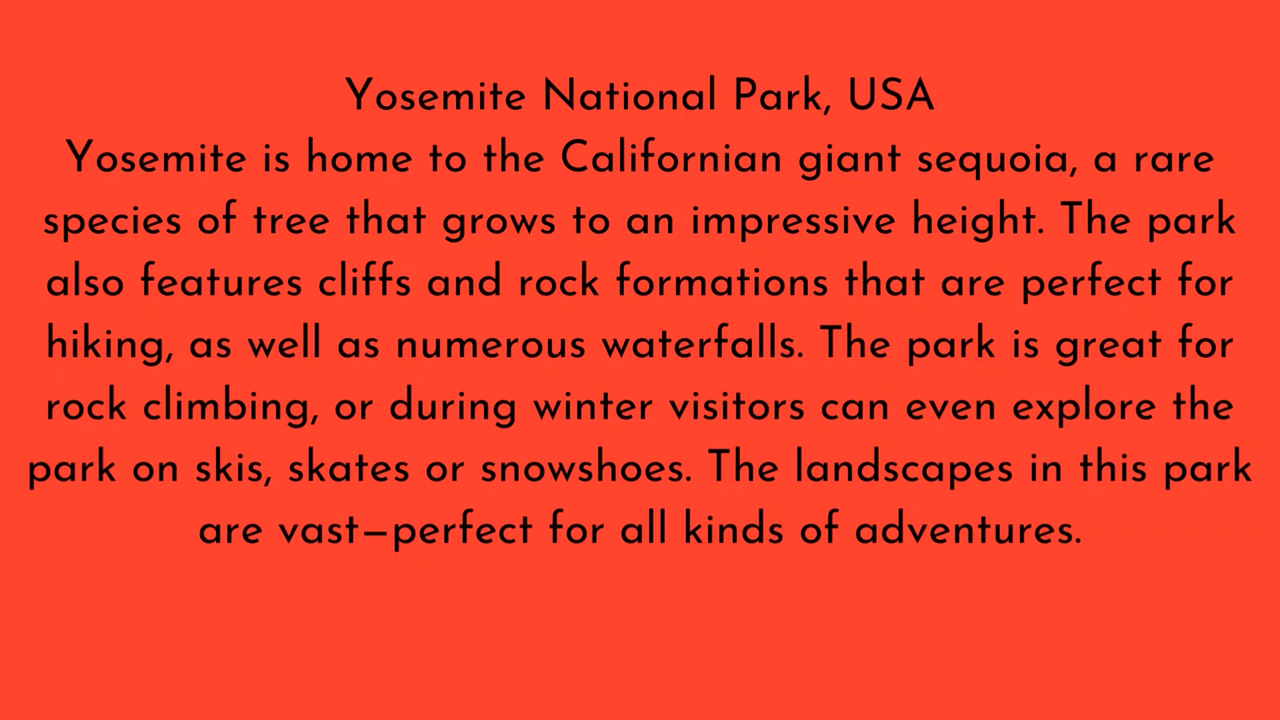 Yosemite National Park, USA
Yosemite is home to the Californian giant sequoia, a rare
species of tree that grows to an impressive height. The park
also features cliffs and rock formations that are perfect for
hiking, as well as numerous waterfalls. The park is great for
rock climbing, or during winter visitors can even explore the
park on skis, skates or snowshoes. The landscapes in this park
are vast—perfect for all kinds of adventures.